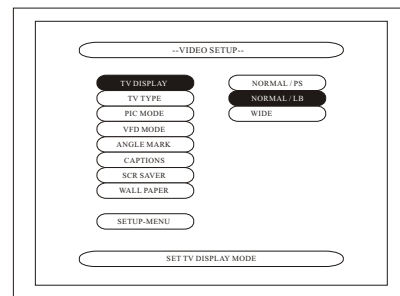 --VIDEO SETUP--
TV DISPLAY
TV TYPE
PIC MODE
VFD MODE
ANGLE MARK
CAPTIONS
SCR SAVER
WALL PAPER
SETUP-MENU
NORMAL / PS
NORMAL / LB
WIDE
SET TV DISPLAY MODE